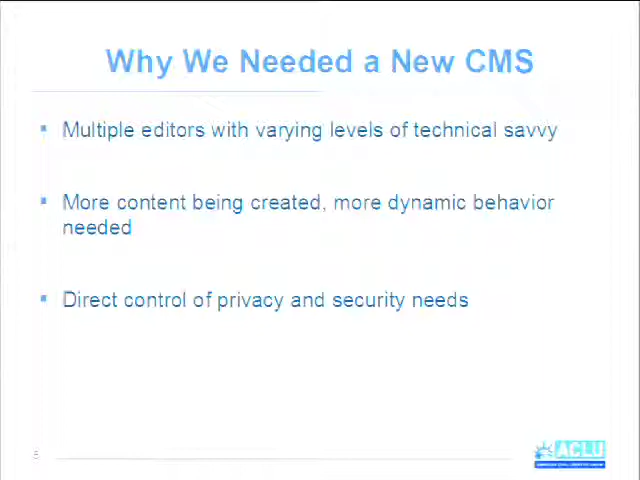 Why We Needed a New CMS
Multiple editors with varying levels of technical savvy
More content being created, more dynamic behavior
needed
Direct control of privacy and security needs
ACLU